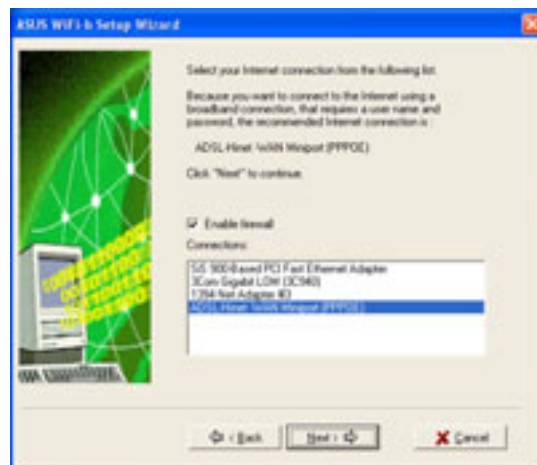 ASUS WiFi-b Setup Wizard
Select your Internet connection from the following list.
Because you want to connect to the Internet using a
broadband connection, that requires a user name and
password, the recommended Internet connection is :
ADSL-Hinet -WAN Miniport (PPPOE)
Click "Next" to continue.
Enable firewall
Connections:
SiS 900-Based PCI Fast Ethernet Adapter
3Com Gigabit LOM (3C940)
1394 Net Adapter
ADSL-Hinet -WAN Miniport (PPPOE)
< Back
Next >
Cancel